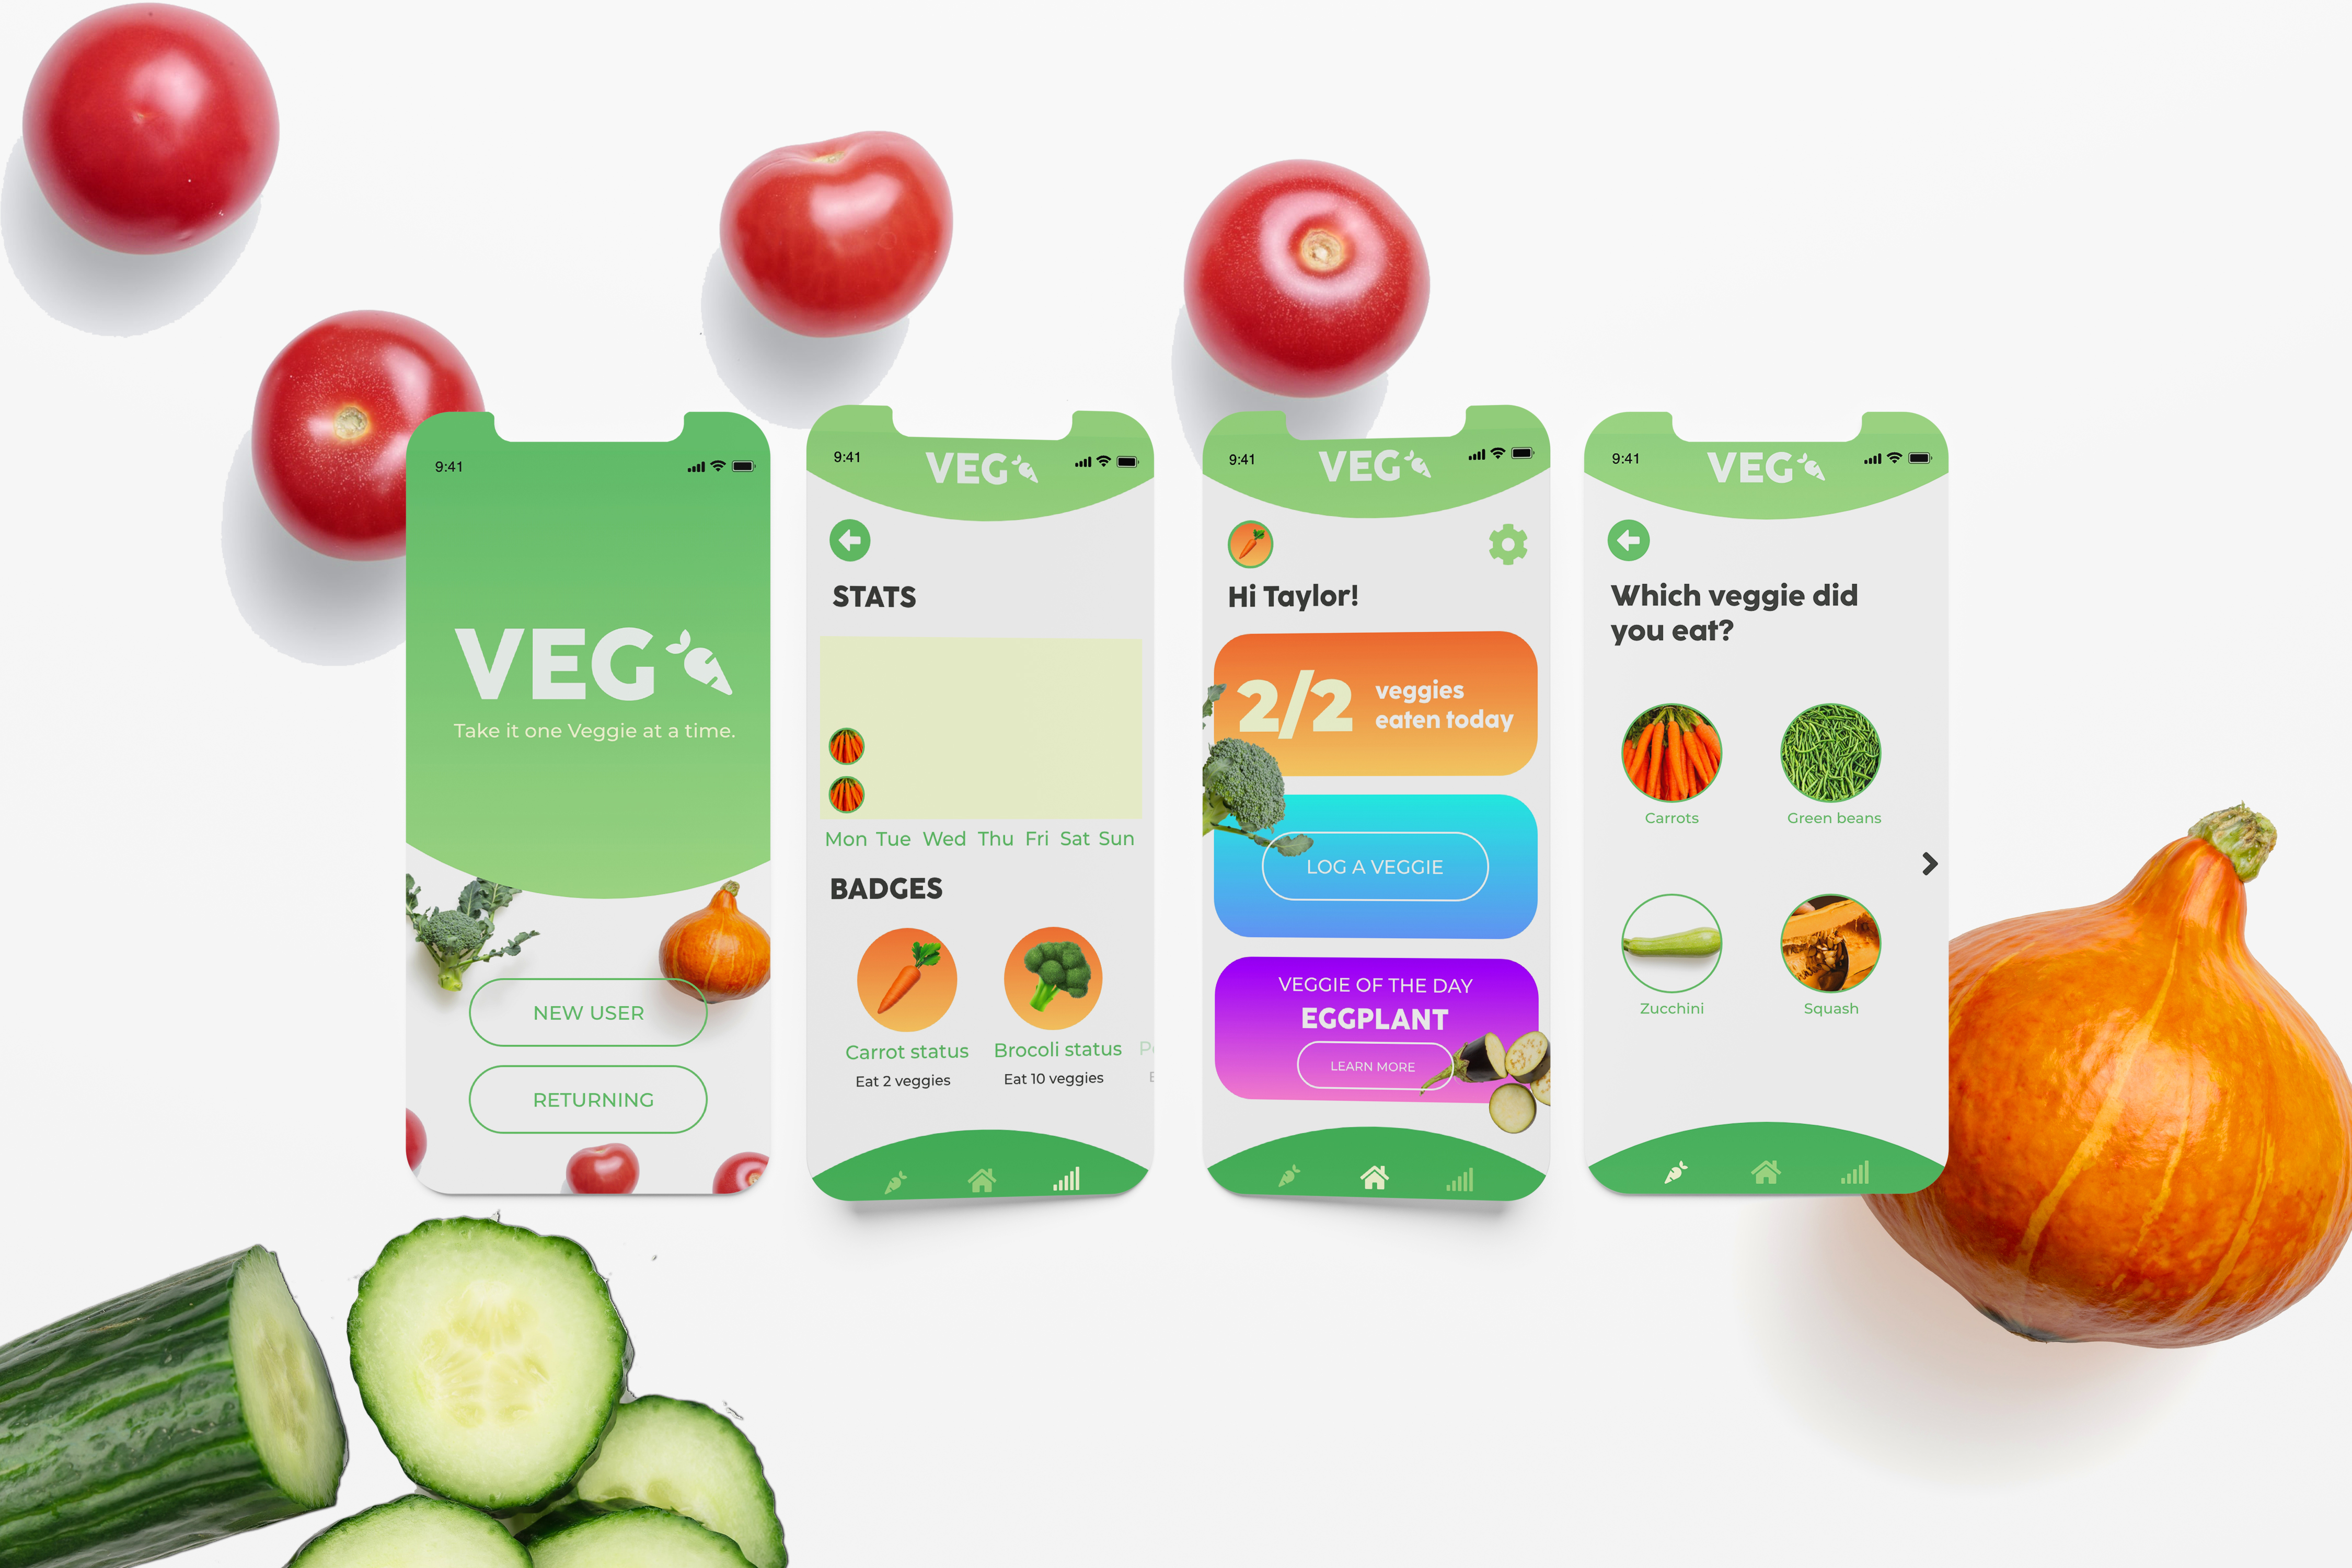 9:41
VEG
Take it one Veggie at a time.
NEW USER
RETURNING
9:41
VEG
STATS
Mon Tue Wed Thu Fri Sat Sun
BADGES
Carrot status
Brocoli status
Eat 2 veggies
Eat 10 veggies
9:41
VEG
Hi Taylor!
2/2
veggies
eaten today
LOG A VEGGIE
VEGGIE OF THE DAY
EGGPLANT
LEARN MORE
9:41
VEG
Which veggie did
you eat?
Carrots
Green beans
Zucchini
Squash